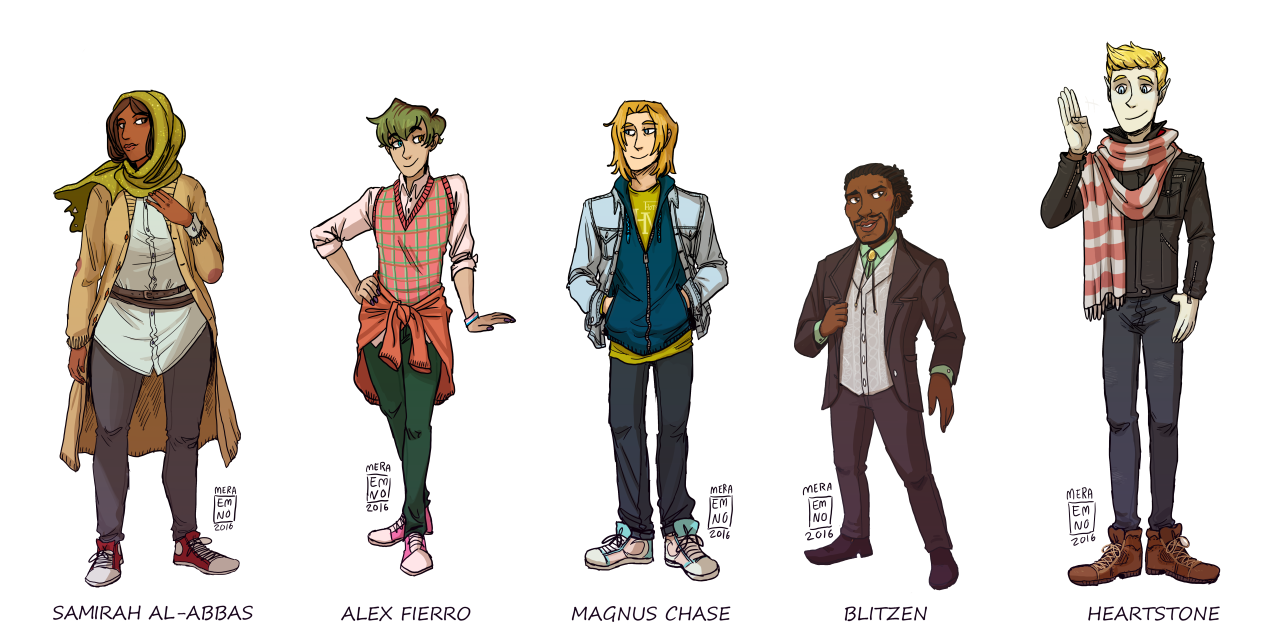 MERA
EM
NO
2016
MERA
EM
NO
2016
MERA
EM
NO
2016
MERA
EM
NO
2016
MERA
EM
NO
2016
SAMIRAH AL-ABBAS
ALEX FIERRO
MAGNUS CHASE
BLITZEN
HEARTSTONE